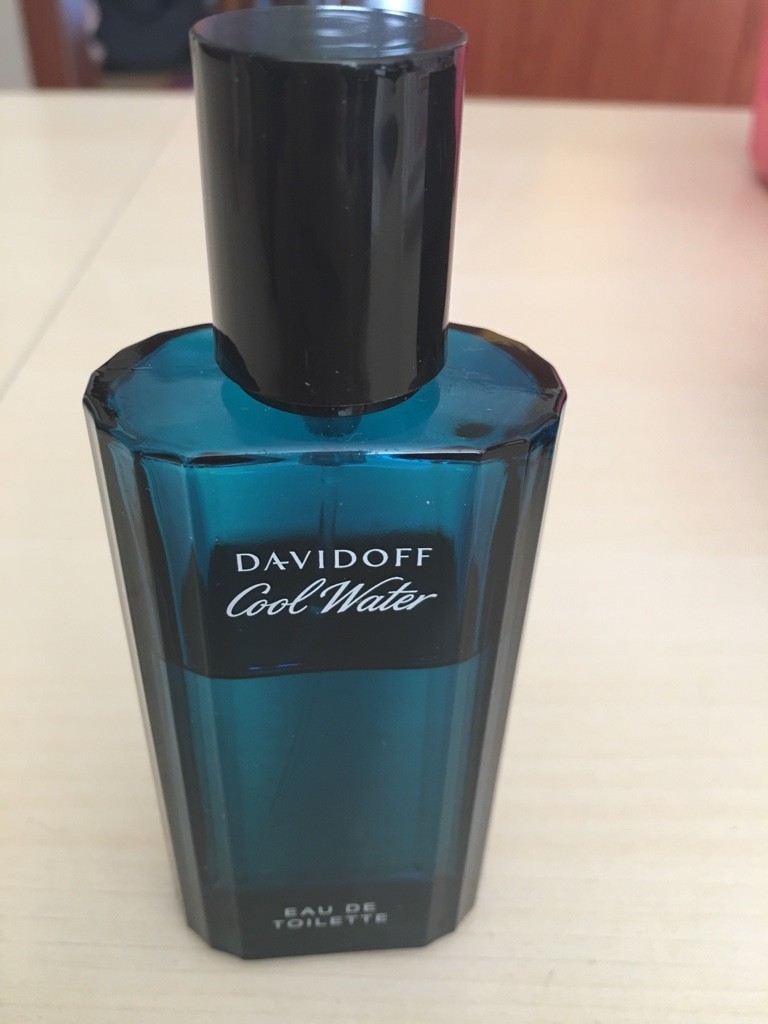 DAVIDOFF
Cool Water
EAU DE
TOILETTE